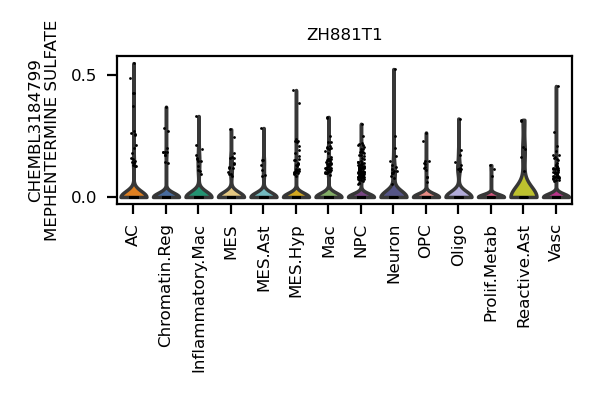 ZH881T1
CHEMBL3184799
MEPHENTERMINE SULFATE
0.5
0.0
AC
Chromatin.Reg
Inflammatory.Mac
MES
MES.Ast
MES.Hyp
Mac
NPC
Neuron
OPC
Oligo
Prolif.Metab
Reactive.Ast
Vasc